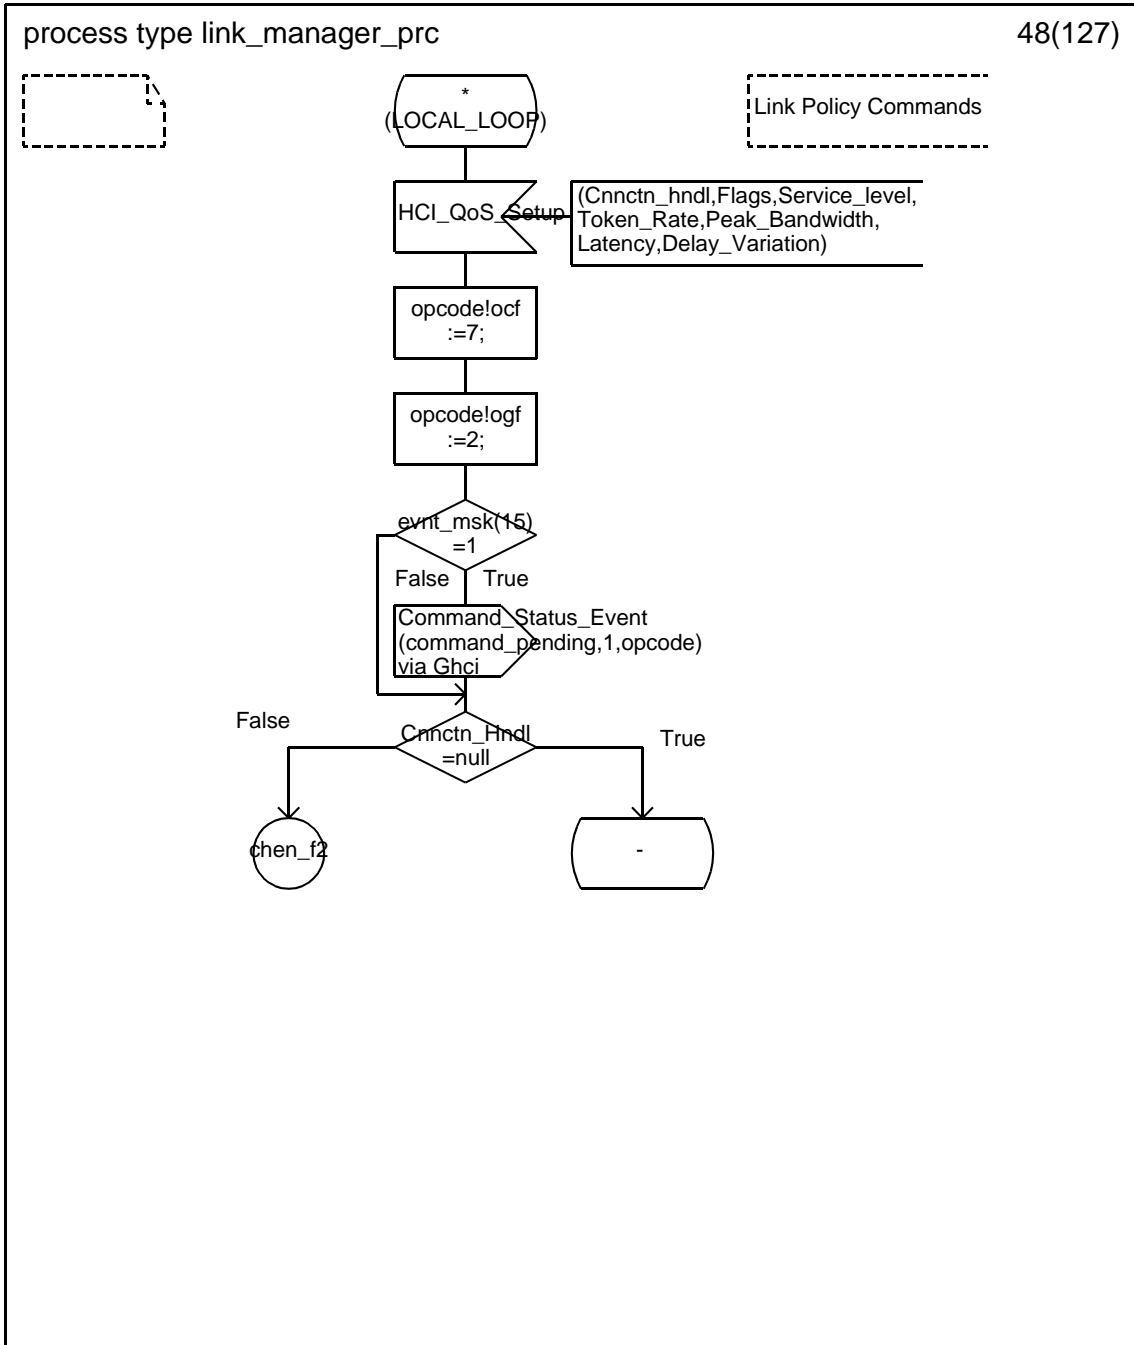 process type link_manager_prc
48(127)
*
(LOCAL_LOOP)
Link Policy Commands
HCI_QoS_Setup
(Cnnctn_hndl,Flags,Service_level,
Token_Rate,Peak_Bandwidth,
Latency,Delay_Variation)
opcode!ocf
:=7;
opcode!ogf
:=2;
evnt_msk(15)
=1
False
True
Command_Status_Event
(command_pending,1,opcode)
via Ghci
False
Cnnctn_Hndl
=null
True
chen_f2
-